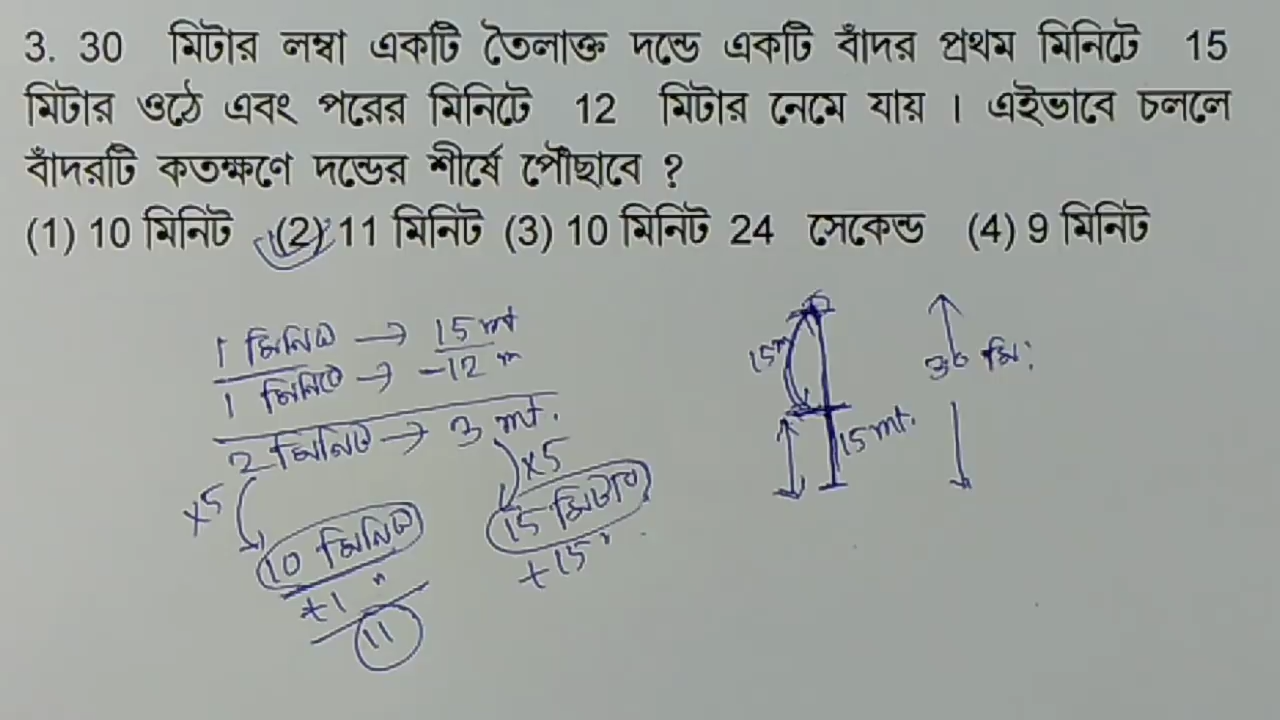 3. 30 মিটার লম্বা একটি তৈলাক্ত দন্ডে একটি বাঁদর প্রথম মিনিটে 15
মিটার ওঠে এবং পরের মিনিটে 12 মিটার নেমে যায় । এইভাবে চললে
বাঁদরটি কতক্ষণে দন্ডের শীর্ষে পৌছাবে ?
(1) 10 মিনিট (2) 11 মিনিট (3) 10 মিনিট 24 সেকেন্ড (4) 9 মিনিট
1 মিনিটে → 15 mt
1 মিনিটে → -12 "
2 মিনিটে → 3 mt.
×5 ×5
10 মিনিটে 15 মিটার
+1 " +15 "
11
15m
15 mt.
30 মি: